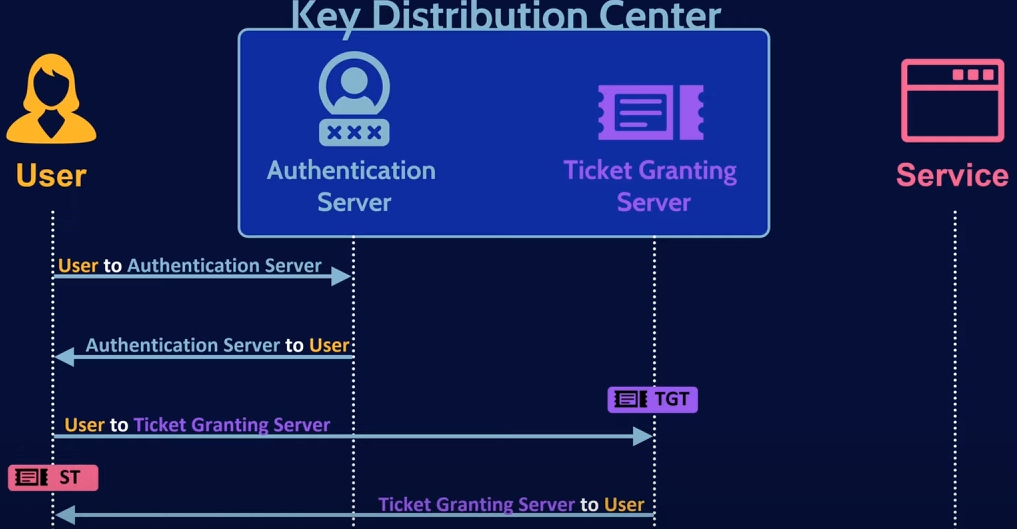 Key Distribution Center
User
XXX
Authentication
Server
Ticket Granting
Server
Service
User to Authentication Server
Authentication Server to User
TGT
User to Ticket Granting Server
ST
Ticket Granting Server to User